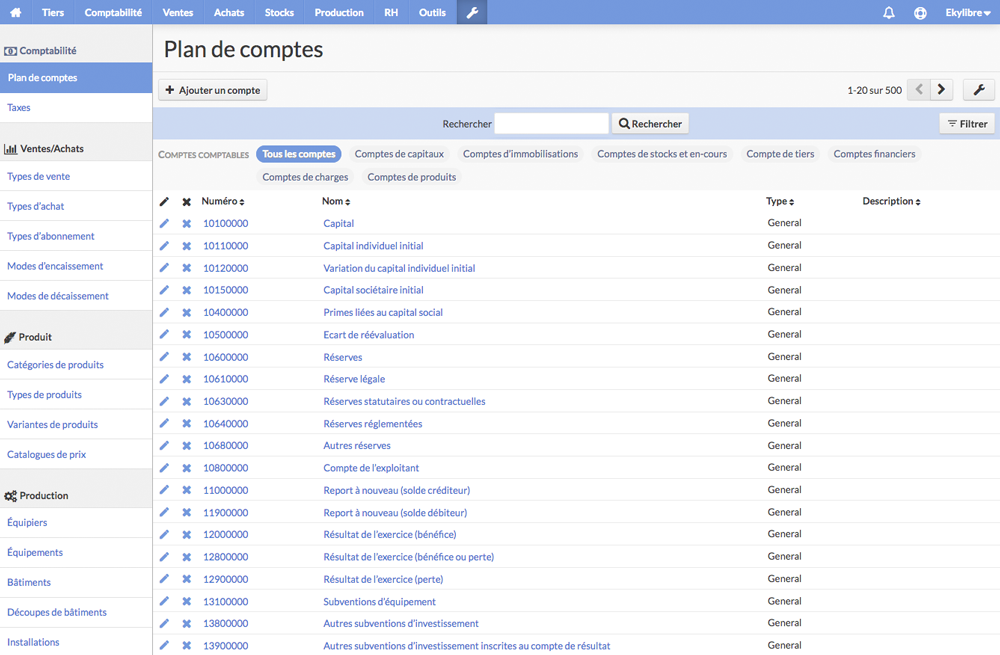 Tiers Comptabilité Ventes Achats Stocks Production RH Outils Ekylibre
Comptabilité
Plan de comptes
Taxes
Ventes/Achats
Types de vente
Types d'achat
Types d'abonnement
Modes d'encaissement
Modes de décaissement
Produit
Catégories de produits
Types de produits
Variantes de produits
Catalogues de prix
Production
Équipiers
Équipements
Bâtiments
Découpes de bâtiments
Installations
Plan de comptes
Ajouter un compte 1-20 sur 500
Rechercher Rechercher Filtrer
COMPTES COMPTABLES Tous les comptes Comptes de capitaux Comptes d'immobilisations Comptes de stocks et en-cours Compte de tiers Comptes financiers
Comptes de charges Comptes de produits
Numéro Nom Type Description
10100000 Capital General
10110000 Capital individuel initial General
10120000 Variation du capital individuel initial General
10150000 Capital sociétaire initial General
10400000 Primes liées au capital social General
10500000 Ecart de réévaluation General
10600000 Réserves General
10610000 Réserve légale General
10630000 Réserves statutaires ou contractuelles General
10640000 Réserves réglementées General
10680000 Autres réserves General
10800000 Compte de l'exploitant General
11000000 Report à nouveau (solde créditeur) General
11900000 Report à nouveau (solde débiteur) General
12000000 Résultat de l'exercice (bénéfice) General
12800000 Résultat de l'exercice (bénéfice ou perte) General
12900000 Résultat de l'exercice (perte) General
13100000 Subventions d'équipement General
13800000 Autres subventions d'investissement General
13900000 Autres subventions d'investissement inscrites au compte de résultat General